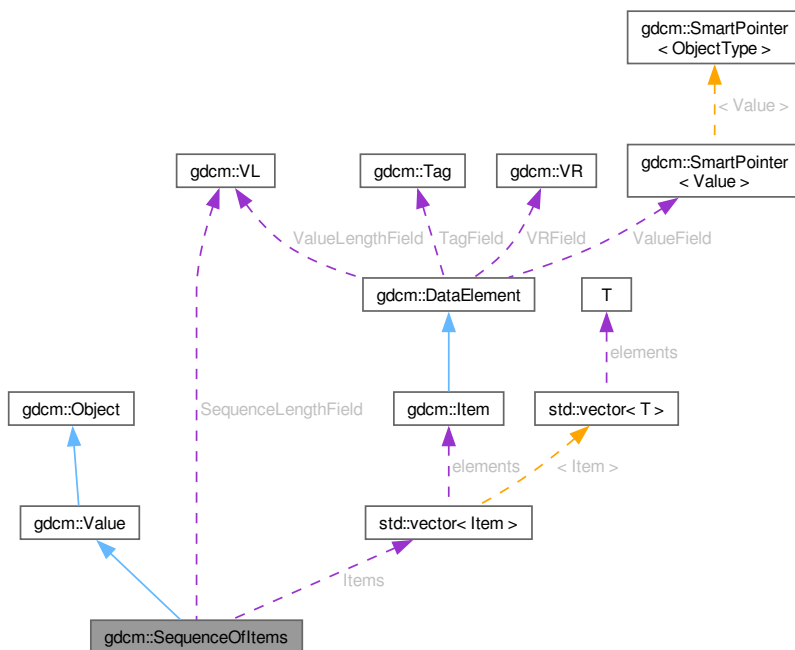 gdcm::SmartPointer
< ObjectType >
< Value >
gdcm::VL
gdcm::Tag
gdcm::VR
gdcm::SmartPointer
< Value >
ValueLengthField
TagField
VRField
ValueField
gdcm::DataElement
T
elements
gdcm::Object
SequenceLengthField
gdcm::Item
std::vector< T >
elements
< Item >
gdcm::Value
std::vector< Item >
Items
gdcm::SequenceOfItems